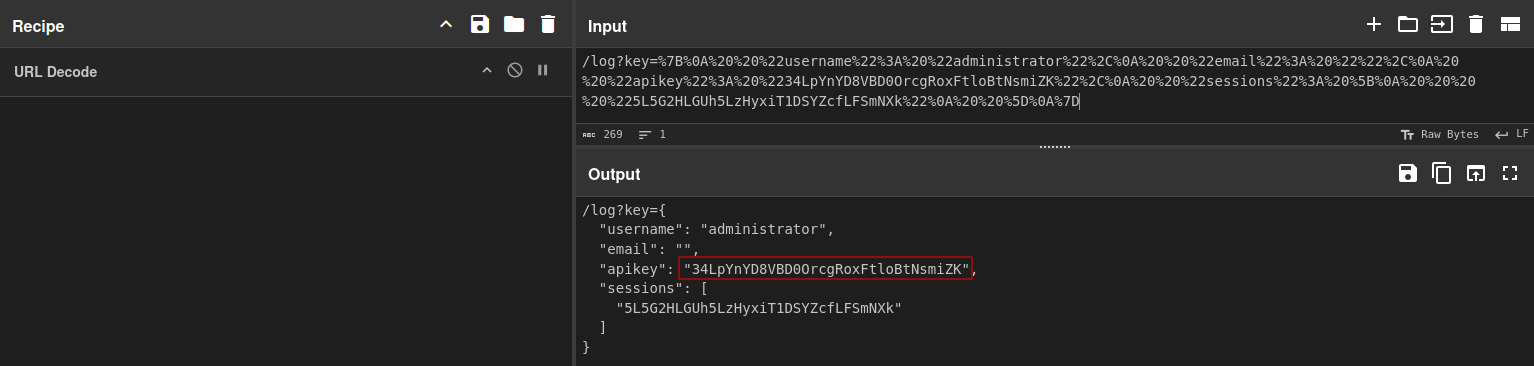 Recipe
URL Decode
Input
/log?key=%7B%0A%20%20%22username%22%3A%20%22administrator%22%2C%0A%20%20%22email%22%3A%20%22%22%2C%0A%20
%20%22apikey%22%3A%20%2234LpYnYD8VBD0OrcgRoxFtloBtNsmiZK%22%2C%0A%20%20%22sessions%22%3A%20%5B%0A%20%20%20
%20%225L5G2HLGUh5LzHyxiT1DSYZcfLFSmNXk%22%0A%20%20%5D%0A%7D
ABC 269 1 Raw Bytes LF
Output
/log?key={
"username": "administrator",
"email": "",
"apikey": "34LpYnYD8VBD0OrcgRoxFtloBtNsmiZK",
"sessions": [
"5L5G2HLGUh5LzHyxiT1DSYZcfLFSmNXk"
]
}